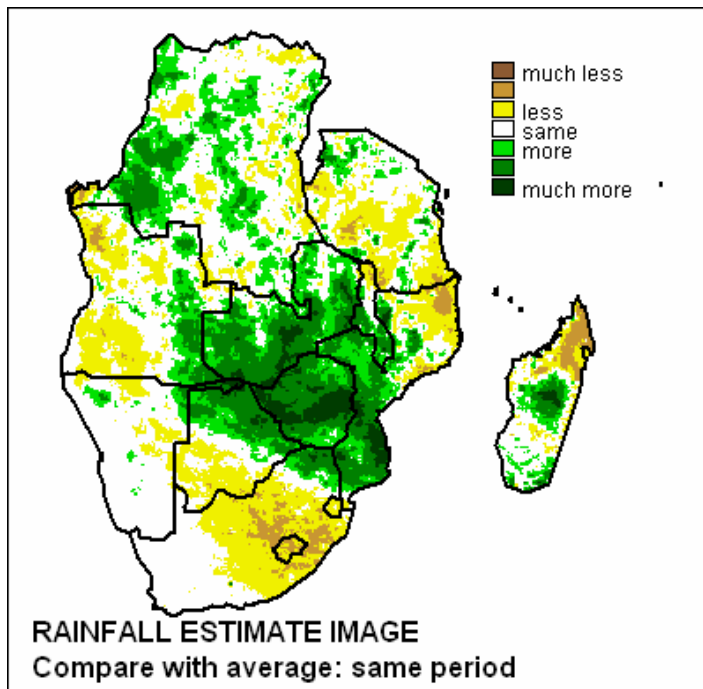 much less
less
same
more
much more
RAINFALL ESTIMATE IMAGE
Compare with average: same period